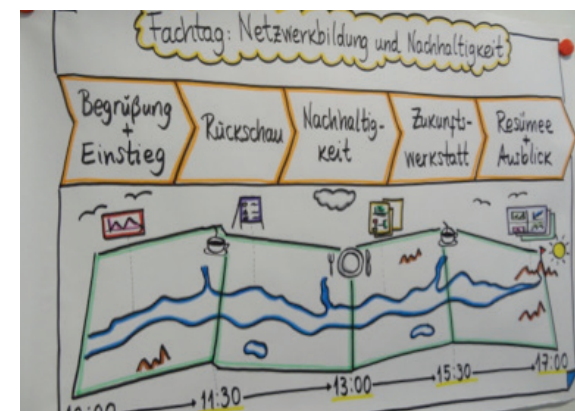 Fachtag: Netzwerkbildung und Nachhaltigkeit
Begrüßung
+
Einstieg
Rückschau
Nachhaltig-
keit
Zukunfts-
werkstatt
Resümee
+
Ausblick
11:30
13:00
15:30
17:00